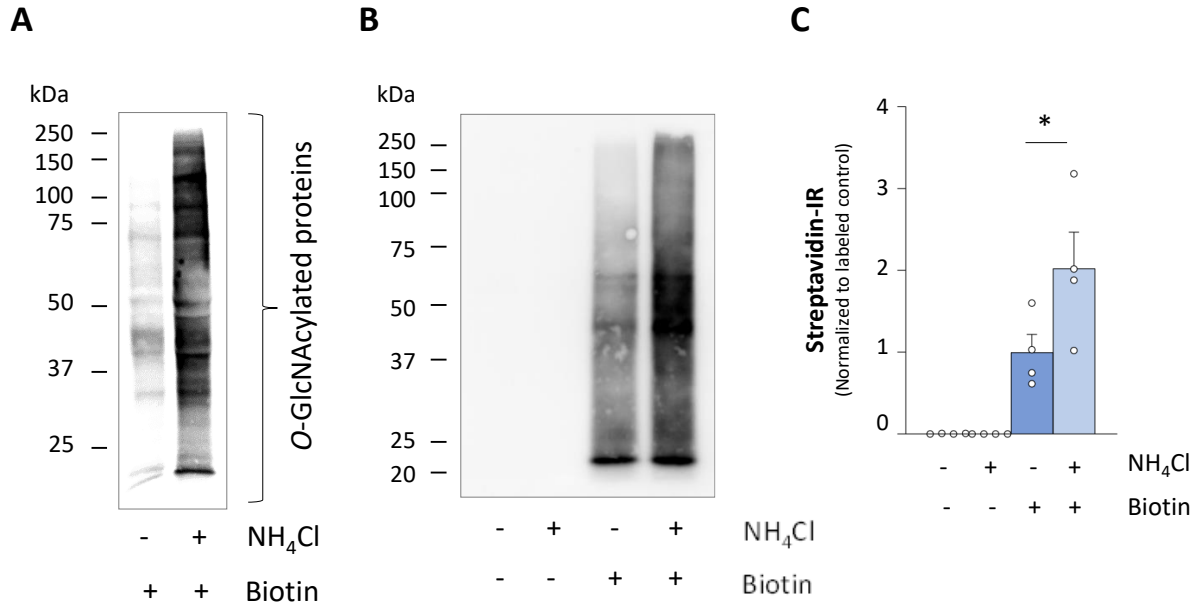 A
B
C
kDa
250
150
100
75
50
37
25
O-GlcNAcylated proteins
- + NH₄Cl
+ + Biotin
kDa
250
150
100
75
50
37
25
20
- + - + NH₄Cl
- - + + Biotin
Streptavidin-IR
(Normalized to labeled control)
4
3
2
1
0
*
- + - + NH₄Cl
- - + + Biotin